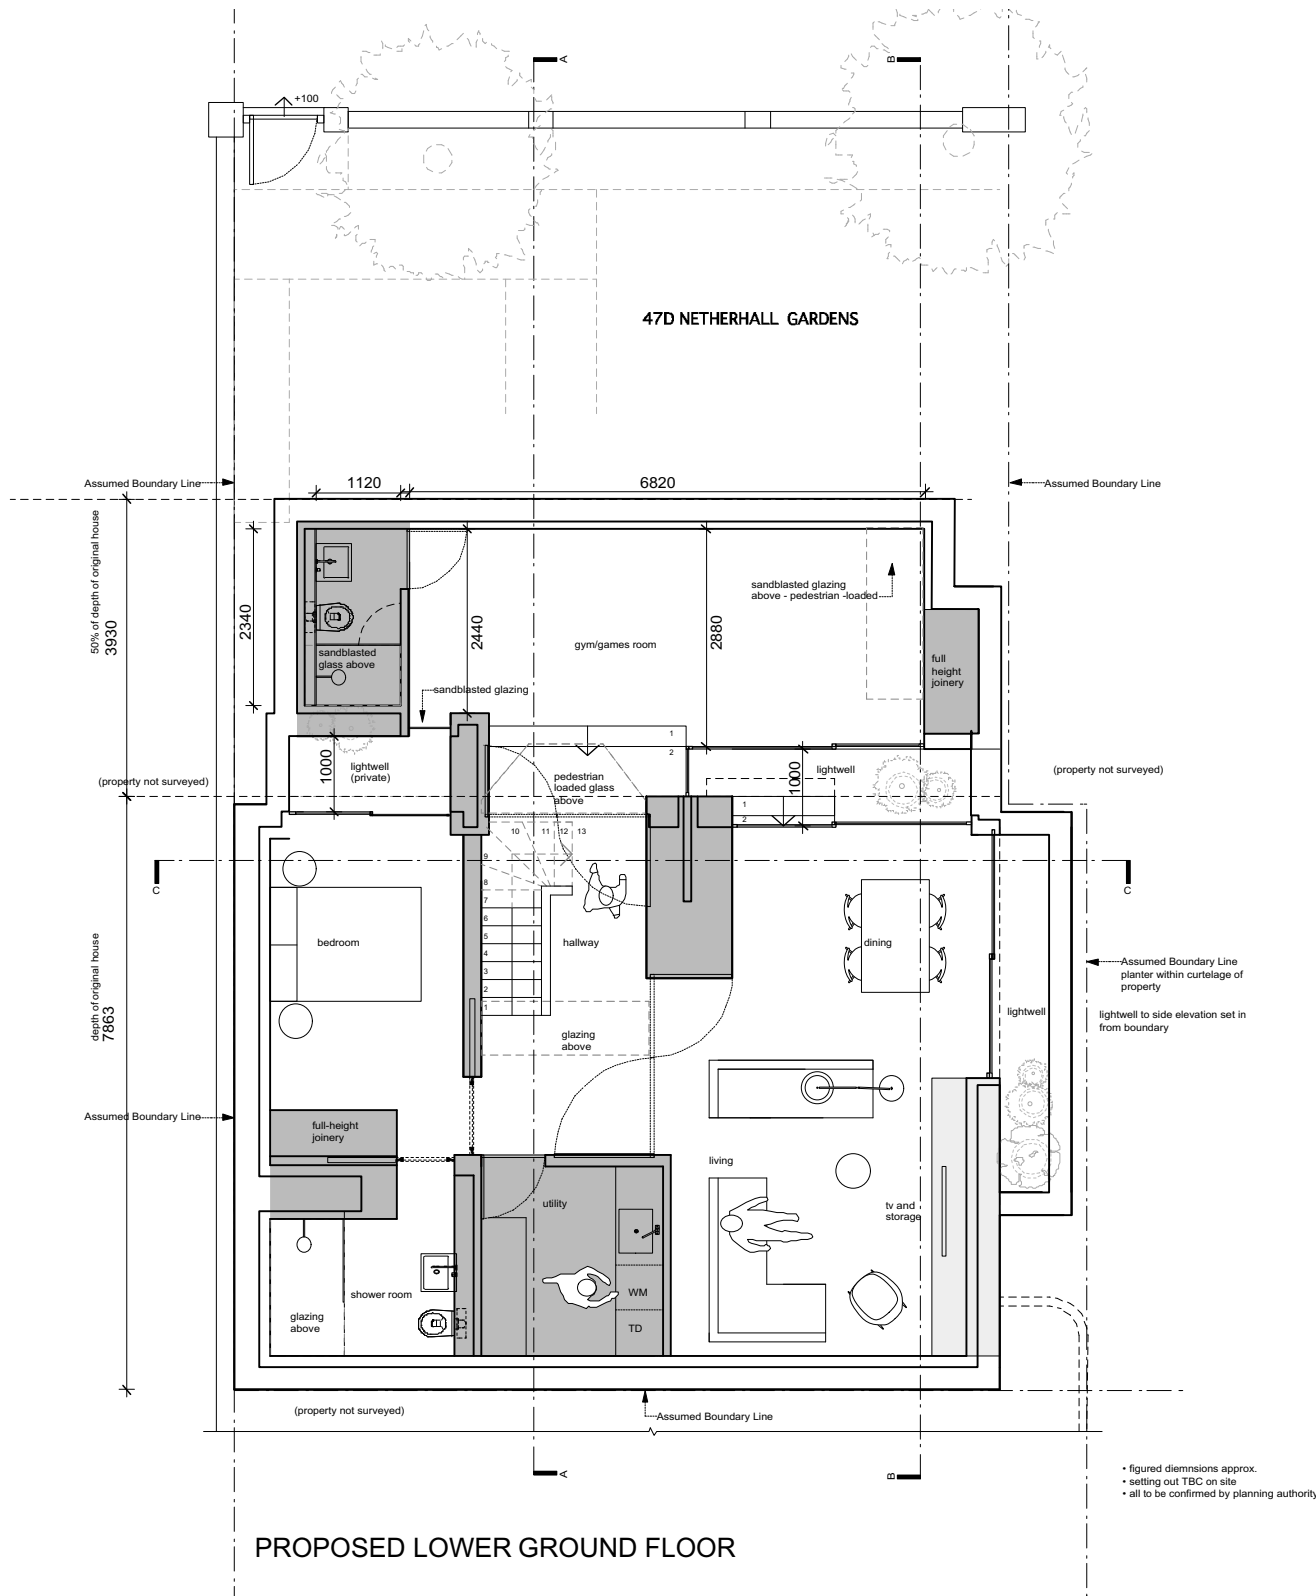 A
B
+100
47D NETHERHALL GARDENS
Assumed Boundary Line
1120
6820
Assumed Boundary Line
50% of depth of original house
3930
2340
2440
2880
sandblasted glazing
above - pedestrian -loaded
gym/games room
sandblasted
glass above
full
height
joinery
sandblasted glazing
1
2
1000
lightwell
(private)
pedestrian
loaded glass
above
1000
lightwell
(property not surveyed)
(property not surveyed)
1
2
10
11
12
13
9
8
7
6
5
4
3
2
1
C
C
bedroom
hallway
dining
Assumed Boundary Line
planter within curtelage of
property
depth of original house
7863
lightwell
lightwell to side elevation set in
from boundary
glazing
above
Assumed Boundary Line
full-height
joinery
living
utility
tv and
storage
shower room
WM
glazing
above
TD
(property not surveyed)
Assumed Boundary Line
A
B
• figured diemnsions approx.
• setting out TBC on site
• all to be confirmed by planning authority
PROPOSED LOWER GROUND FLOOR